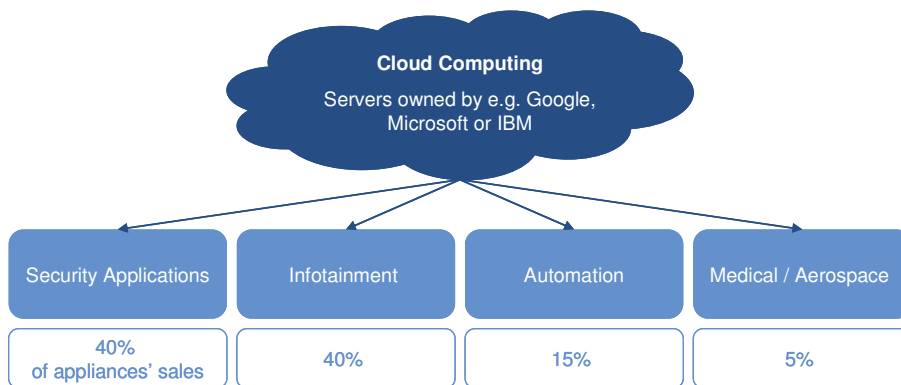 Cloud Computing
Servers owned by e.g. Google,
Microsoft or IBM
Security Applications
Infotainment
Automation
Medical / Aerospace
40%
of appliances’ sales
40%
15%
5%